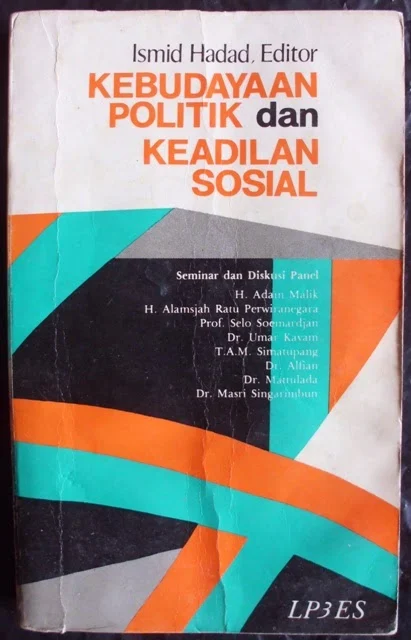 Ismid Hadad, Editor
KEBUDAYAAN
POLITIK dan
KEADILAN
SOSIAL
Seminar dan Diskusi Panel
H. Adam Malik
H. Alamsjah Ratu Perwiranegara
Prof. Selo Soemardjan
Dr. Umar Kayam
T.A.M. Simatupang
Dr. Alfian
Dr. Mattulada
Dr. Masri Singarimbun
LP3ES